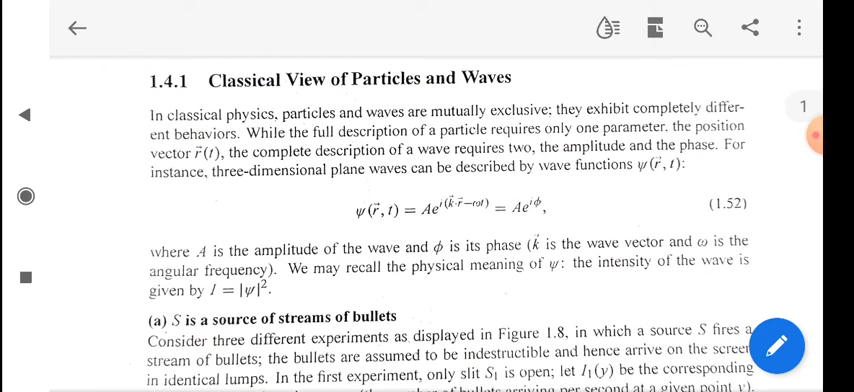 1.4.1 Classical View of Particles and Waves
1
In classical physics, particles and waves are mutually exclusive; they exhibit completely differ-
ent behaviors. While the full description of a particle requires only one parameter, the position
vector r⃗(t), the complete description of a wave requires two, the amplitude and the phase. For
instance, three-dimensional plane waves can be described by wave functions ψ(r⃗, t):
ψ(r⃗, t) = Ae^{i(k⃗·r⃗−ωt)} = Ae^{iϕ}, (1.52)
where A is the amplitude of the wave and ϕ is its phase (k⃗ is the wave vector and ω is the
angular frequency). We may recall the physical meaning of ψ: the intensity of the wave is
given by I = |ψ|².
(a) S is a source of streams of bullets
Consider three different experiments as displayed in Figure 1.8, in which a source S fires a
stream of bullets; the bullets are assumed to be indestructible and hence arrive on the screen
in identical lumps. In the first experiment, only slit S₁ is open; let I₁(y) be the corresponding
bullets arriving per second at a given point y).